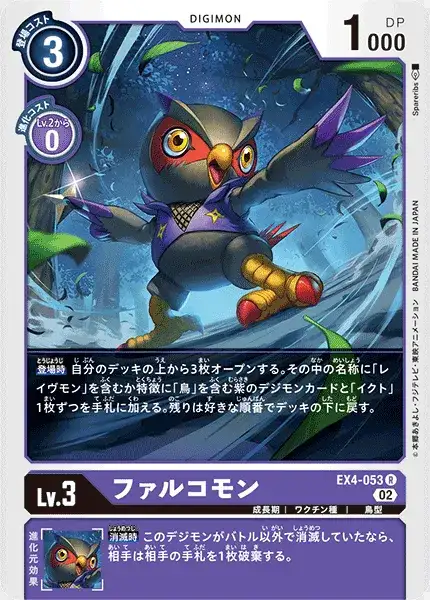 登場コスト
3
DIGIMON
1000
DP
進化コスト
Lv.2から
0
Spareribs
BANDAI MADE IN JAPAN
©本郷あきよし・フジテレビ・東映アニメーション
登場時 自分のデッキの上から3枚オープンする。その中の名称に「レ
イヴモン」を含むか特徴に「鳥」を含む紫のデジモンカードと「イクト」
1枚ずつを手札に加える。残りは好きな順番でデッキの下に戻す。
EX4-053 R
02
Lv.3
ファルコモン
成長期 | ワクチン種 | 鳥型
進化元効果
消滅時 このデジモンがバトル以外で消滅していたなら、
相手は相手の手札を1枚破棄する。